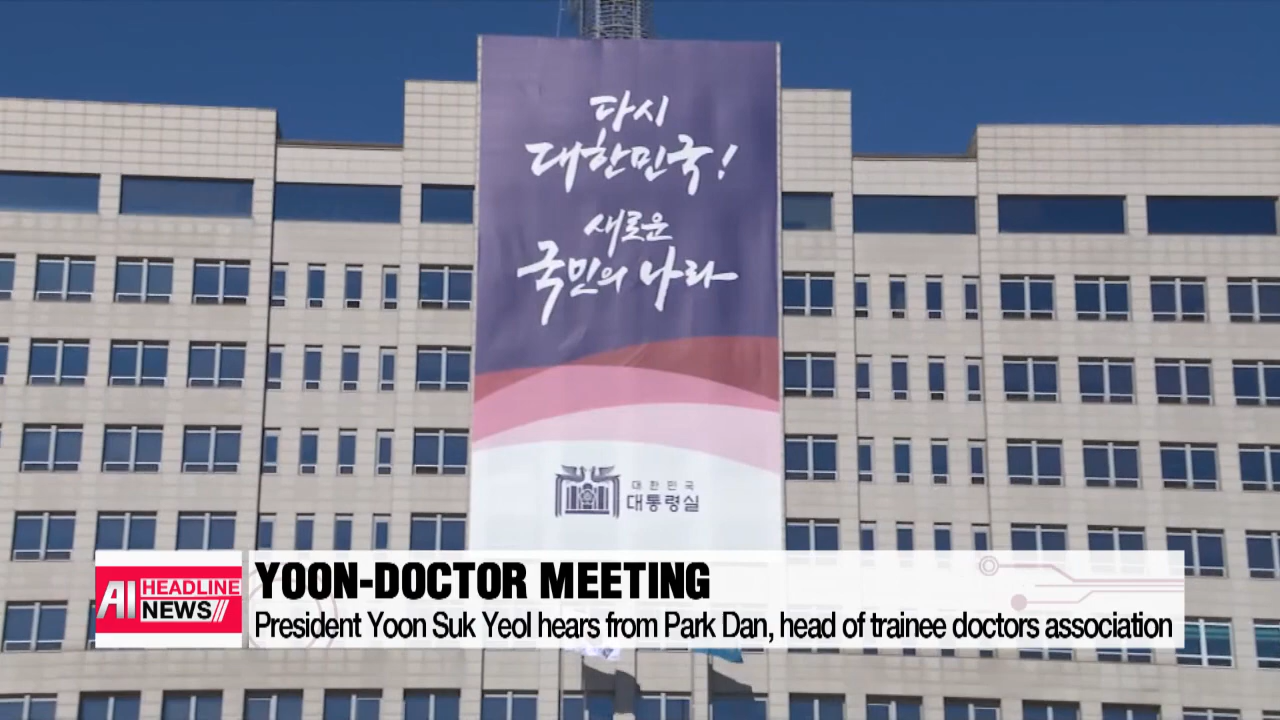 다시
대한민국!
새로운
국민의 나라
대한민국
대통령실
AI HEADLINE NEWS
YOON-DOCTOR MEETING
President Yoon Suk Yeol hears from Park Dan, head of trainee doctors association